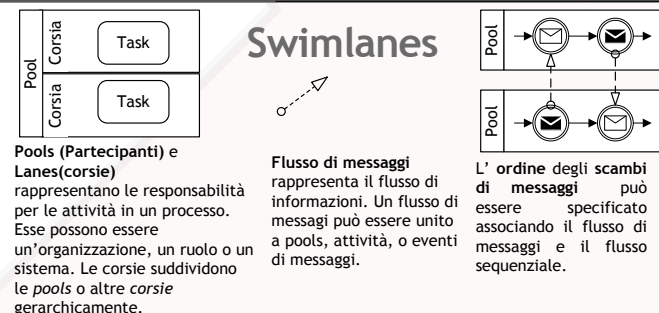 Swimlanes
Pool
Corsia
Task
Corsia
Task
Pools (Partecipanti) e
Lanes(corsie)
rappresentano le responsabilità
per le attività in un processo.
Esse possono essere
un'organizzazione, un ruolo o un
sistema. Le corsie suddividono
le pools o altre corsie
gerarchicamente.
Flusso di messaggi
rappresenta il flusso di
informazioni. Un flusso di
messagi può essere unito
a pools, attività, o eventi
di messaggi.
Pool
Pool
L' ordine degli scambi
di messaggi può
essere specificato
associando il flusso di
messaggi e il flusso
sequenziale.